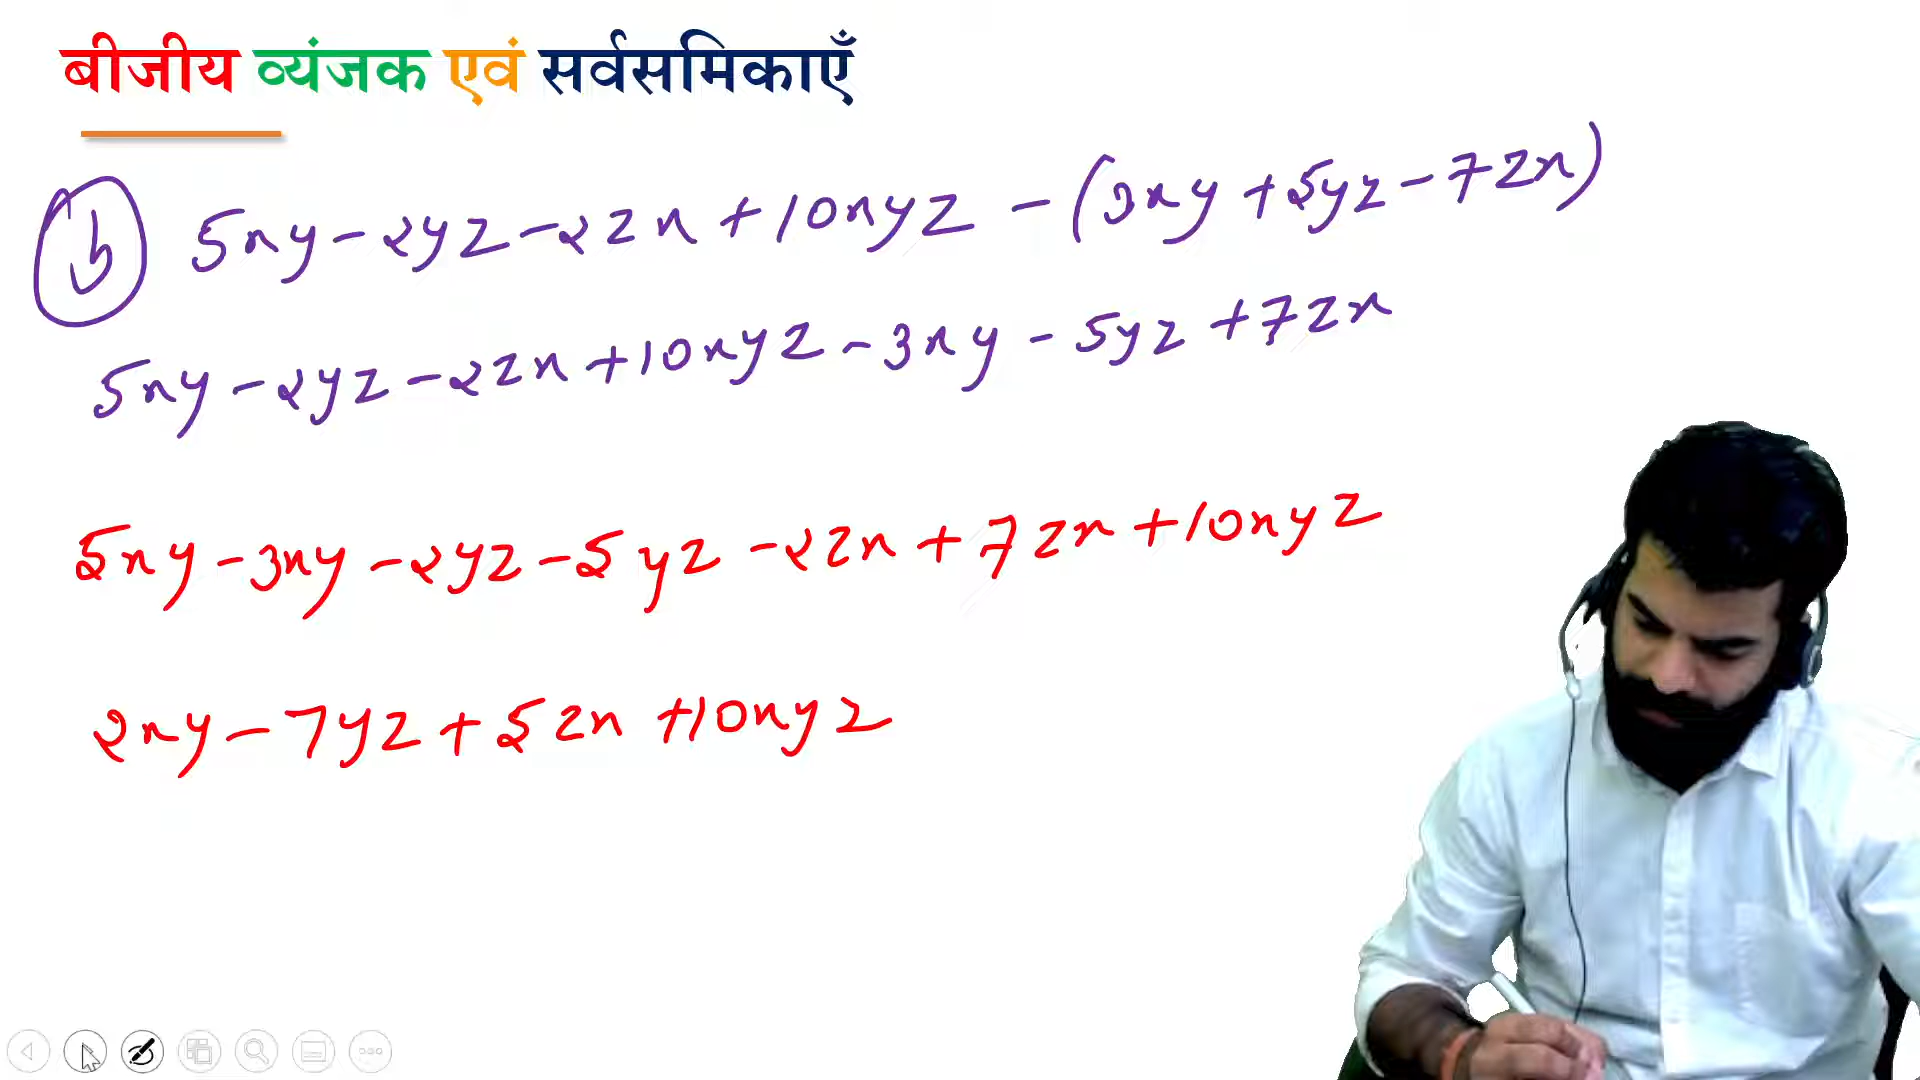 बीजीय व्यंजक एवं सर्वसमिकाएँ
b 5xy - 2yz - 2zx + 10xyz - (3xy + 5yz - 7zx)
5xy - 2yz - 2zx + 10xyz - 3xy - 5yz + 7zx
5xy - 3xy - 2yz - 5yz - 2zx + 7zx + 10xyz
2xy - 7yz + 5zx + 10xyz